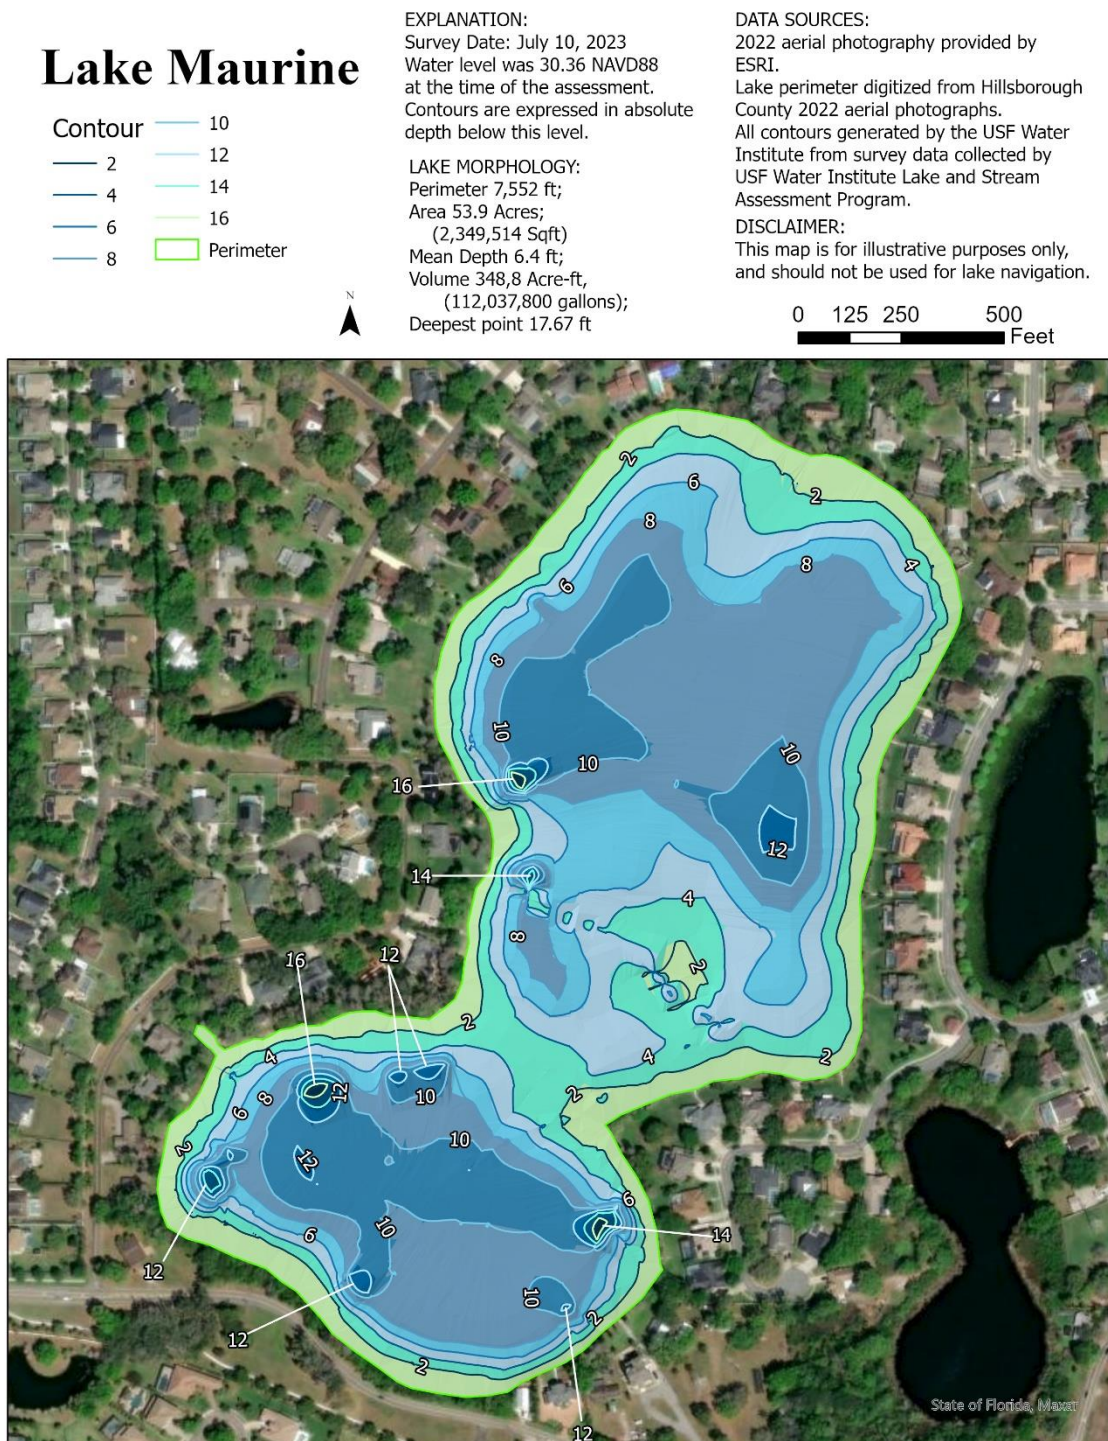 Lake Maurine
Contour
2
4
6
8
10
12
14
16
Perimeter
N
EXPLANATION:
Survey Date: July 10, 2023
Water level was 30.36 NAVD88
at the time of the assessment.
Contours are expressed in absolute
depth below this level.
LAKE MORPHOLOGY:
Perimeter 7,552 ft;
Area 53.9 Acres;
(2,349,514 Sqft)
Mean Depth 6.4 ft;
Volume 348,8 Acre-ft,
(112,037,800 gallons);
Deepest point 17.67 ft
DATA SOURCES:
2022 aerial photography provided by
ESRI.
Lake perimeter digitized from Hillsborough
County 2022 aerial photographs.
All contours generated by the USF Water
Institute from survey data collected by
USF Water Institute Lake and Stream
Assessment Program.
DISCLAIMER:
This map is for illustrative purposes only,
and should not be used for lake navigation.
0 125 250 500
Feet
2
6
2
8
4
8
6
8
10
10
10
16
12
14
4
8
12
16
2
2
4
4
2
2
12
8
10
6
10
2
12
6
10
6
14
12
10
2
12
2
12
State of Florida, Maxar